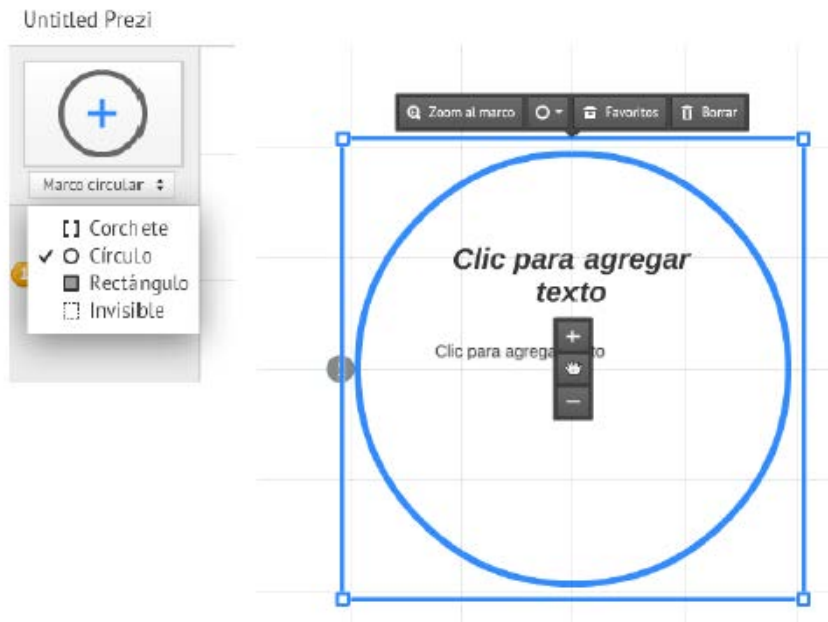 Untitled Prezi
Marco circular
Corchete
Círculo
Rectángulo
Invisible
Zoom al marco
Favoritos
Borrar
Clic para agregar
texto
Clic para agrega
to